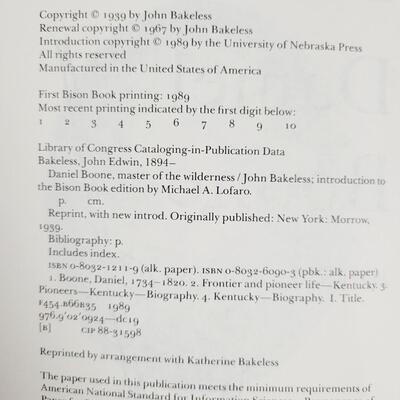 Copyright © 1939 by John Bakeless
Renewal copyright © 1967 by John Bakeless
Introduction copyright © 1989 by the University of Nebraska Press
All rights reserved
Manufactured in the United States of America
First Bison Book printing: 1989
Most recent printing indicated by the first digit below:
1 2 3 4 5 6 7 8 9 10
Library of Congress Cataloging-in-Publication Data
Bakeless, John Edwin, 1894–
Daniel Boone, master of the wilderness / John Bakeless; introduction to
the Bison Book edition by Michael A. Lofaro.
p. cm.
Reprint, with new introd. Originally published: New York: Morrow,
1939.
Bibliography: p.
Includes index.
ISBN 0-8032-1211-9 (alk. paper). ISBN 0-8032-6090-3 (pbk.: alk. paper)
1. Boone, Daniel, 1734–1820. 2. Frontier and pioneer life—Kentucky. 3.
Pioneers—Kentucky—Biography. 4. Kentucky—Biography. I. Title.
F454.B66B35 1989
976.9'02'0924—dc19
[B] CIP 88-31598
Reprinted by arrangement with Katherine Bakeless
The paper used in this publication meets the minimum requirements of
American National Standard for Information Sciences—Permanence of